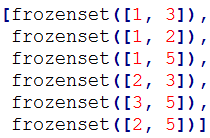 [frozenset([1, 3]),
frozenset([1, 2]),
frozenset([1, 5]),
frozenset([2, 3]),
frozenset([3, 5]),
frozenset([2, 5])]